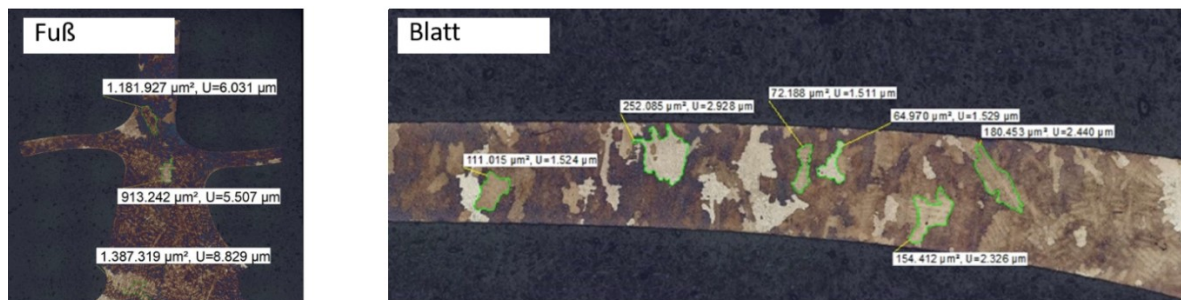 Fuß
1.181.927 µm², U=6.031 µm
913.242 µm², U=5.507 µm
1.387.319 µm², U=8.829 µm
Blatt
252.085 µm², U=2.928 µm
72.188 µm², U=1.511 µm
64.970 µm², U=1.529 µm
180.453 µm², U=2.440 µm
111.015 µm², U=1.524 µm
154.412 µm², U=2.326 µm